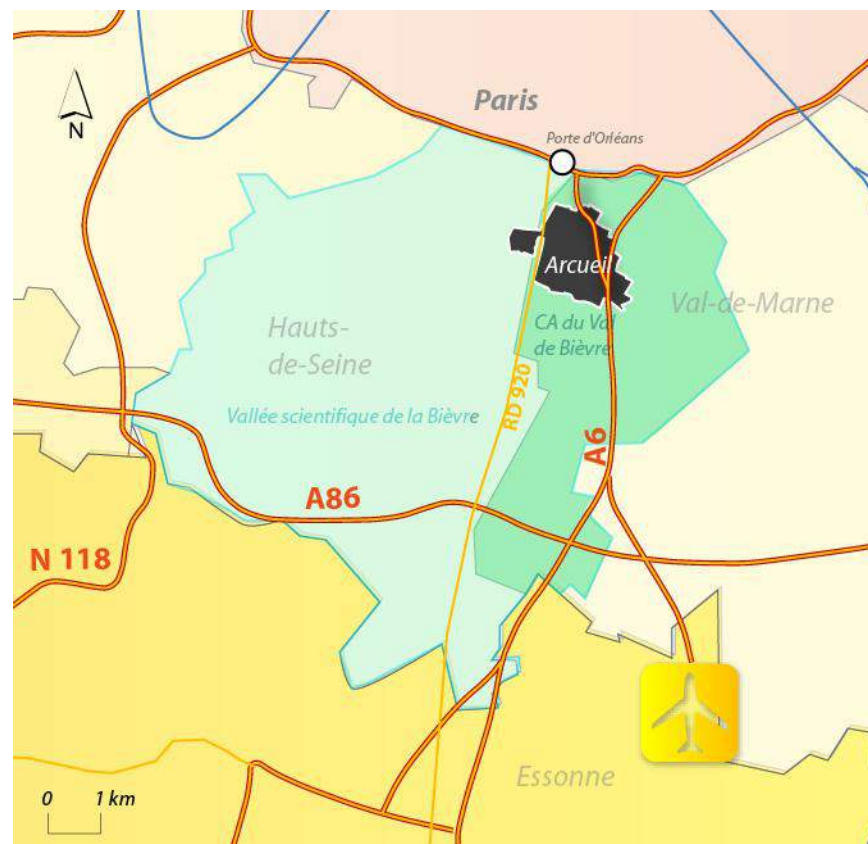 Paris
Porte d'Orléans
N
Arcueil
Val-de-Marne
Hauts-
de-Seine
CA du Val
de Bièvre
RD 920
Vallée scientifique de la Bièvre
A6
A86
N 118
Essonne
0 1 km